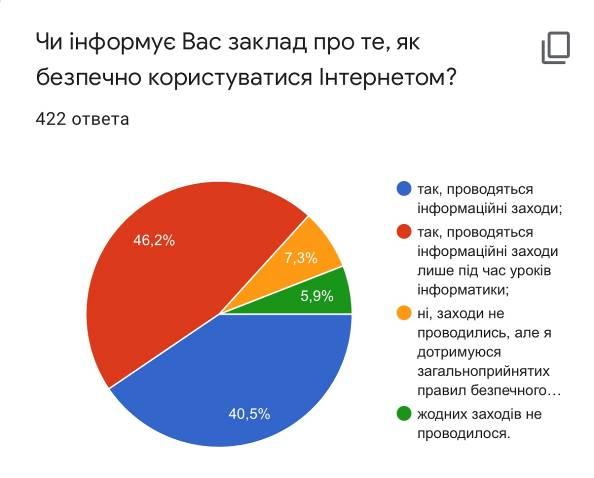 Чи інформує Вас заклад про те, як
безпечно користуватися Інтернетом?
422 ответа
46,2%
7,3%
5,9%
40,5%
так, проводяться
інформаційні заходи;
так, проводяться
інформаційні заходи
лише під час уроків
інформатики;
ні, заходи не
проводились, але я
дотримуюся
загальноприйнятих
правил безпечного…
жодних заходів не
проводилося.